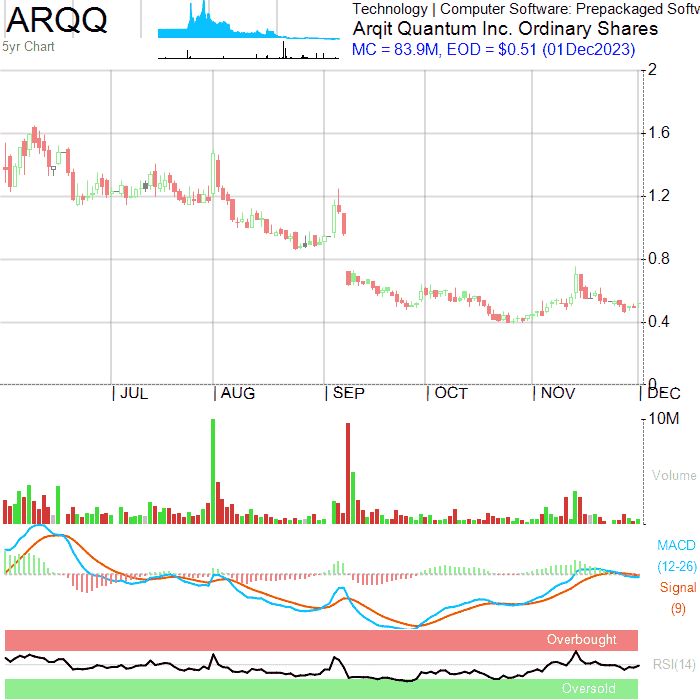 ARQQ
5yr Chart
Technology | Computer Software: Prepackaged Softw
Arqit Quantum Inc. Ordinary Shares
MC = 83.9M, EOD = $0.51 (01Dec2023)
2
1.6
1.2
0.8
0.4
0
JUL AUG SEP OCT NOV DEC
10M
Volume
MACD
(12-26)
Signal
(9)
Overbought
RSI(14)
Oversold